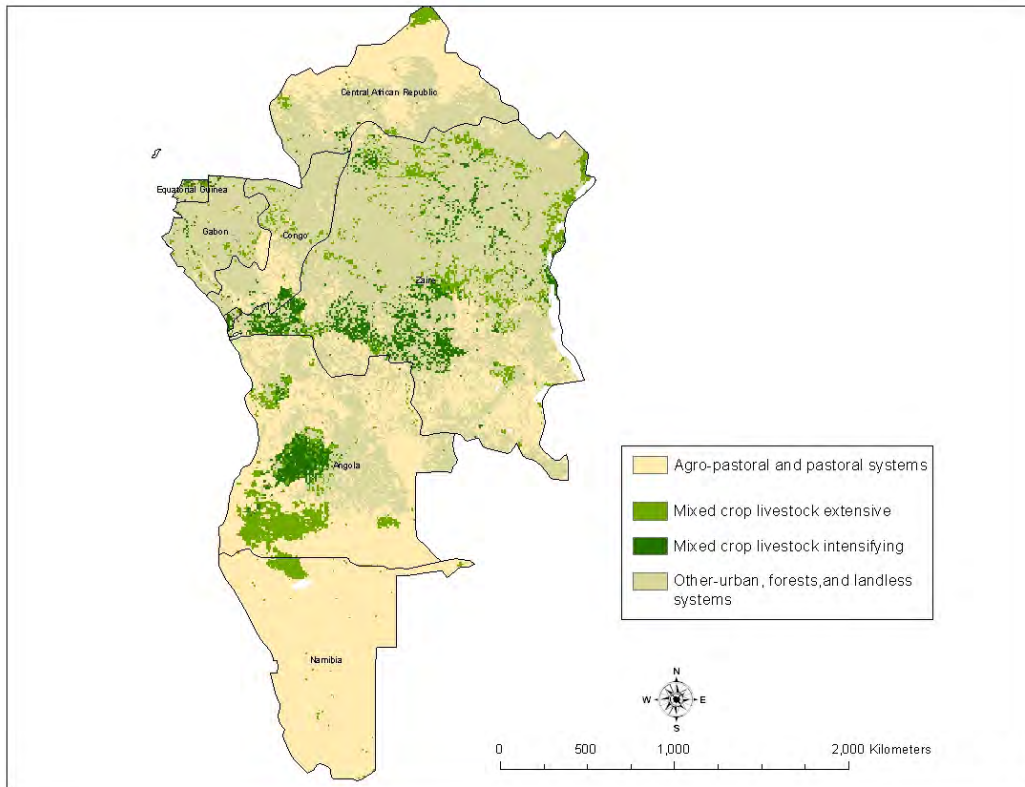 Central African Republic
Equatorial Guinea
Gabon
Congo
Zaire
Angola
Namibia
Agro-pastoral and pastoral systems
Mixed crop livestock extensive
Mixed crop livestock intensifying
Other-urban, forests,and landless
systems
N
W E
S
0 500 1,000 2,000 Kilometers